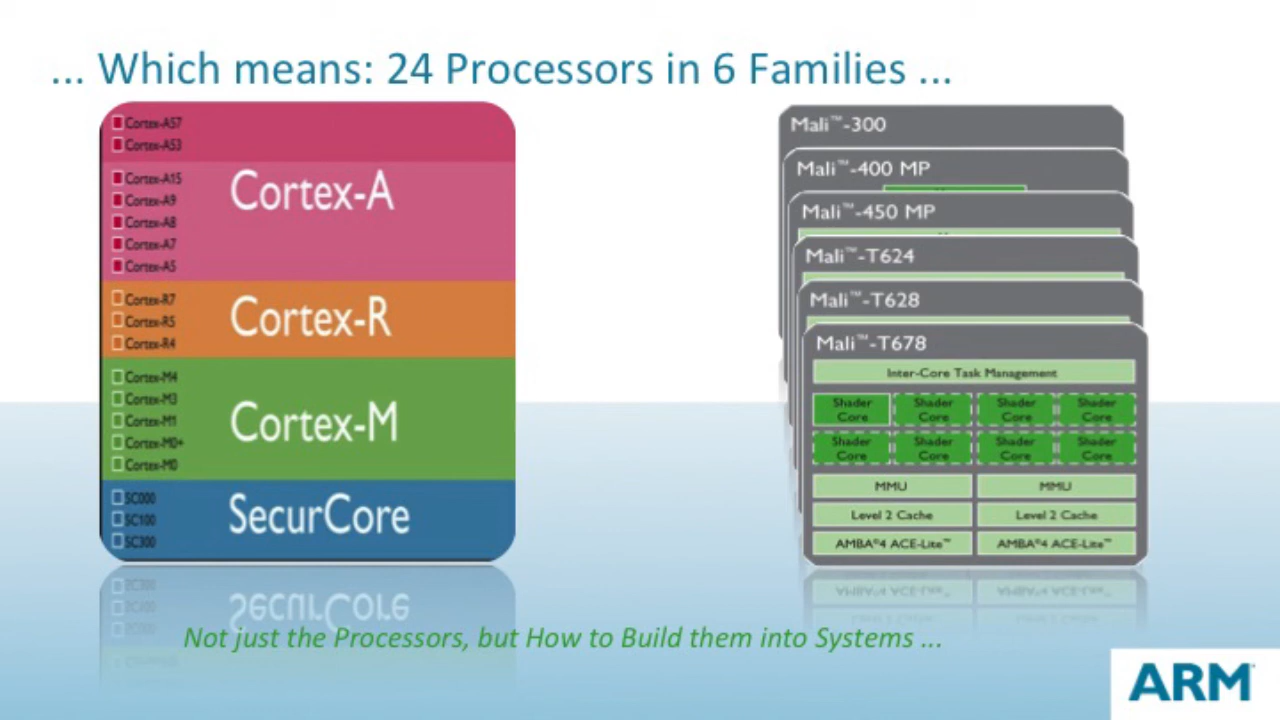 ... Which means: 24 Processors in 6 Families ...
Cortex-A57
Cortex-A53
Cortex-A15
Cortex-A9
Cortex-A8
Cortex-A7
Cortex-A5
Cortex-A
Cortex-R7
Cortex-R5
Cortex-R4
Cortex-R
Cortex-M4
Cortex-M3
Cortex-M1
Cortex-M0+
Cortex-M0
Cortex-M
SC000
SC100
SC300
SecurCore
Mali™-300
Mali™-400 MP
Mali™-450 MP
Mali™-T624
Mali™-T628
Mali™-T678
Inter-Core Task Management
Shader Shader Shader Shader
Core Core Core Core
Shader Shader Shader Shader
Core Core Core Core
MMU MMU
Level 2 Cache Level 2 Cache
AMBA®4 ACE-Lite™ AMBA®4 ACE-Lite™
Not just the Processors, but How to Build them into Systems ...
ARM